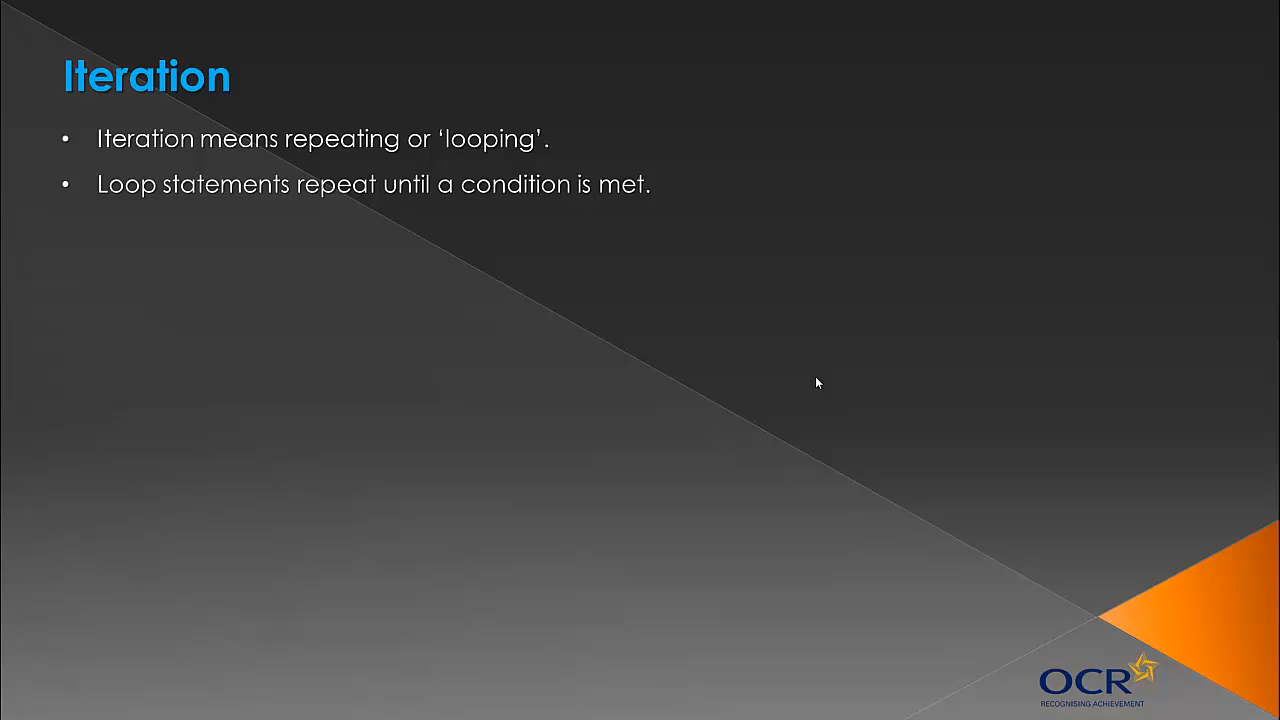 Iteration
• Iteration means repeating or ‘looping’.
• Loop statements repeat until a condition is met.
OCR
RECOGNISING ACHIEVEMENT